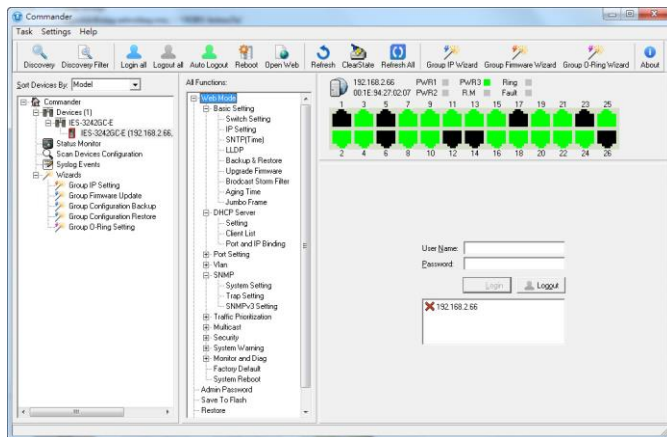 Commander
Task Settings Help
Discovery Discovery Filter Login all Logout all Auto Logout Reboot Open Web Refresh ClearState Refresh All Group IP Wizard Group Firmware Wizard Group O-Ring Wizard About
Sort Devices By: Model
Commander
Devices (1)
IES-3242GC-E
IES-3242GC-E (192.168.2.66,
Status Monitor
Scan Devices Configuration
Syslog Events
Wizards
Group IP Setting
Group Firmware Update
Group Configuration Backup
Group Configuration Restore
Group O-Ring Setting
All Functions:
Web Mode
Basic Setting
Switch Setting
IP Setting
SNTP(Time)
LLDP
Backup & Restore
Upgrade Firmware
Brodcast Storm Filter
Aging Time
Jumbo Frame
DHCP Server
Setting
Client List
Port and IP Binding
Port Setting
Vlan
SNMP
System Setting
Trap Setting
SNMPv3 Setting
Traffic Prioritization
Multicast
Security
System Warning
Monitor and Diag
Factory Default
System Reboot
Admin Password
Save To Flash
Restore
192.168.2.66 PWR1 PWR3 Ring
00:1E:94:27:02:07 PWR2 R.M Fault
1 3 5 7 9 11 13 15 17 19 21 23 25
2 4 6 8 10 12 14 16 18 20 22 24 26
User Name:
Password:
Login Logout
192.168.2.66